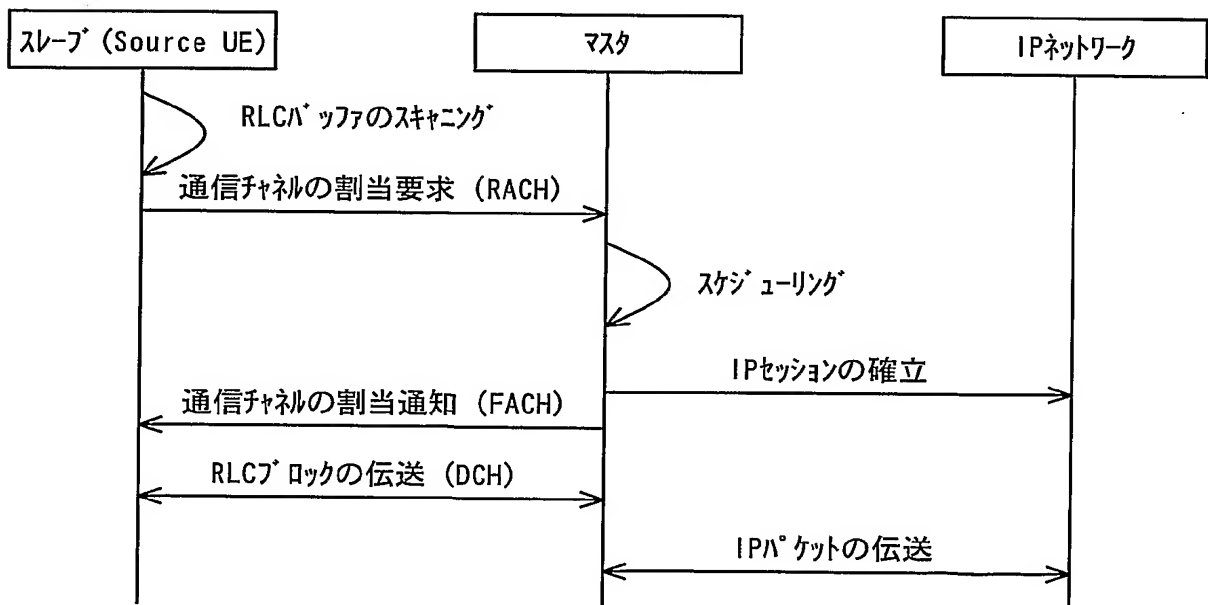 スレーブ (Source UE)
マスタ
IPネットワーク
RLCバッファのスキャニング
通信チャネルの割当要求 (RACH)
スケジューリング
IPセッションの確立
通信チャネルの割当通知 (FACH)
RLCブロックの伝送 (DCH)
IPパケットの伝送